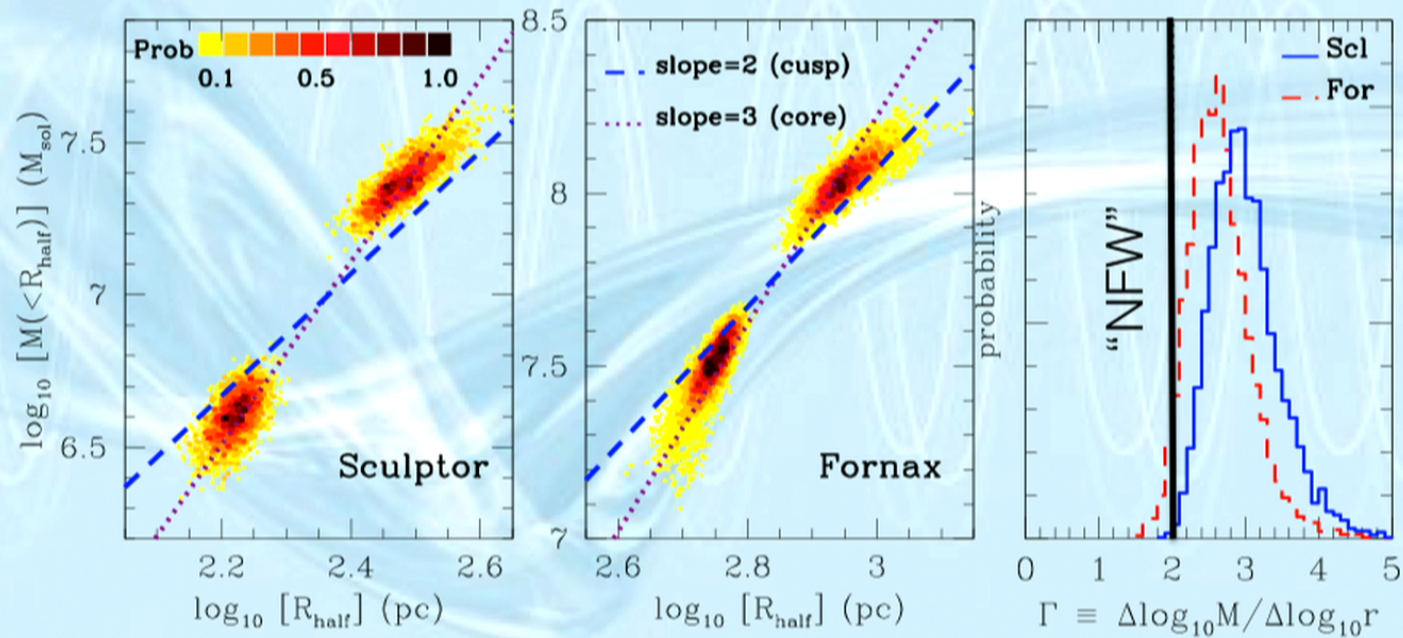 Prob
0.1 0.5 1.0
7.5
7
6.5
log10 [M(<Rhalf)] (Msol)
Sculptor
2.2 2.4 2.6
log10 [Rhalf] (pc)
8.5
8
7.5
7
slope=2 (cusp)
slope=3 (core)
Fornax
2.6 2.8 3
log10 [Rhalf] (pc)
probability
“NFW”
Scl
For
0 1 2 3 4 5
Γ ≡ Δlog10M/Δlog10r